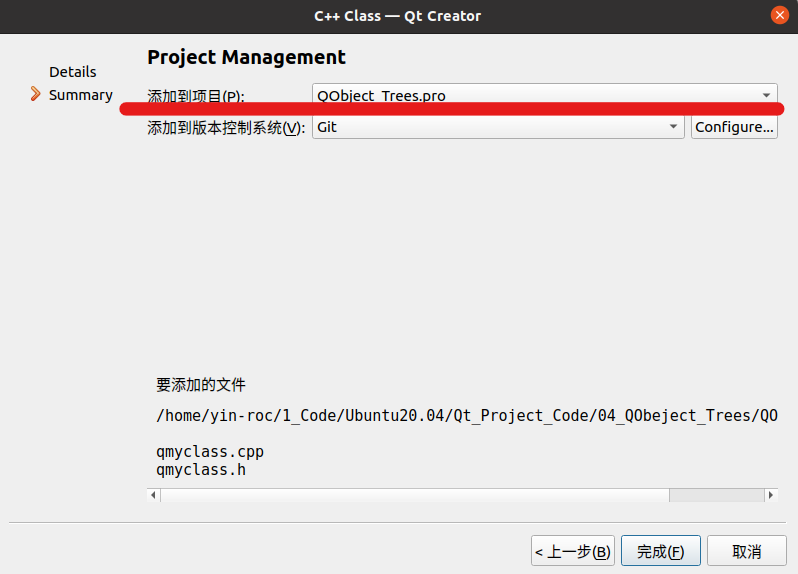 C++ Class — Qt Creator
Project Management
Details
Summary
添加到项目(P):
QObject_Trees.pro
添加到版本控制系统(V):
Git
Configure...
要添加的文件
/home/yin-roc/1_Code/Ubuntu20.04/Qt_Project_Code/04_QObeject_Trees/QO
qmyclass.cpp
qmyclass.h
< 上一步(B)
完成(F)
取消